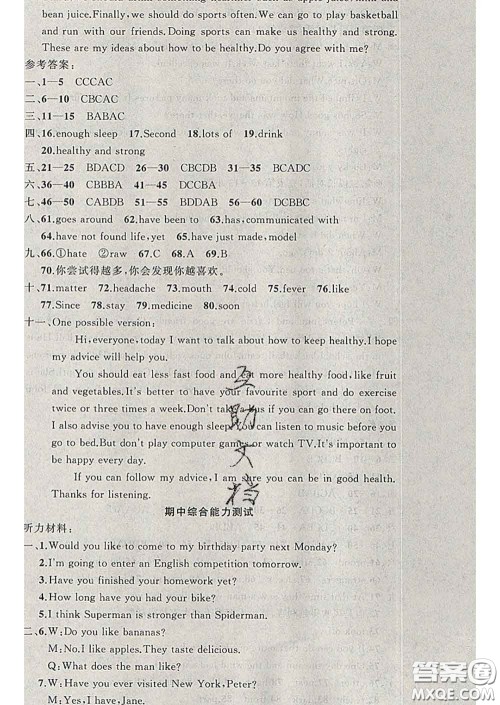 bean juice.Finally, we should do sports often. We can go to play basketball
and run with our friends. Doing sports can make us healthy and strong.
These are my ideas about how to be healthy.Do you agree with me?
参考答案:
一、1—5 CCCAC
二、6—10 CBCAC
三、11—15 BABAC
四、16.enough sleep 17.Second 18.lots of 19.drink
20.healthy and strong
五、21—25 BDACD 26—30 CBCDB 31—35 BCADC
六、36—40 CBBBA 41—45 DCCBA
七、46—50 CABDB 51—55 BDDAB 56—60 DCBBC
八、61.goes around 62.have been to 63.has,communicated with
64.have not found life,yet 65.have just made,model
九、66.①hate ②raw 67.C 68.A 69.B
70.你尝试得越多,你会发现你越喜欢。
十、71.matter 72.headache 73.mouth 74.cold 75.fever 76.like
77.Since 78.stay 79.medicine 80.soon
十一、One possible version:
Hi,everyone,today I want to talk about how to keep healthy.I hope
my advice will help you.
You should eat less fast food and eat more healthy food,like fruit
and vegetables.It's better to have your favourite sport and do exercise
twice or three times a week.Don't take a bus if you can go there on foot.
I also advise you to have enough sleep.You can listen to music before you
go to bed.But don't play computer games or watch TV.It's important to
be happy every day.
If you can follow my advice,I am sure you can be in good health.
Thanks for listening.
互助文档
期中综合能力测试
听力材料:
一、1.Would you like to come to my birthday party next Monday?
2.I'm going to enter an English competition tomorrow.
3.Have you finished your homework yet?
4.How long have you had your bike?
5.I think Superman is stronger than Spiderman.
二、6.W:Do you like bananas?
M:No.I like apples.They taste delicious.
Q:What does the man like?
7.W:Have you ever visited New York,Peter?
M:Yes,I have,Jane.
答案圈
MXQE.COM